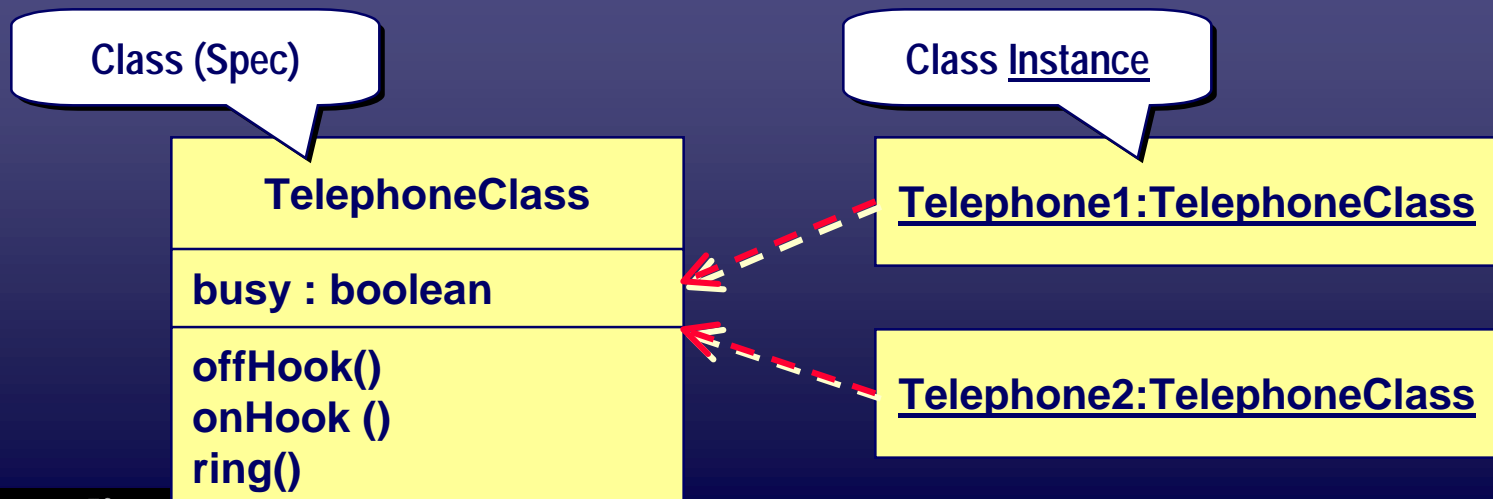 Class (Spec)
Class Instance
TelephoneClass
busy : boolean
offHook()
onHook ()
ring()
Telephone1:TelephoneClass
Telephone2:TelephoneClass